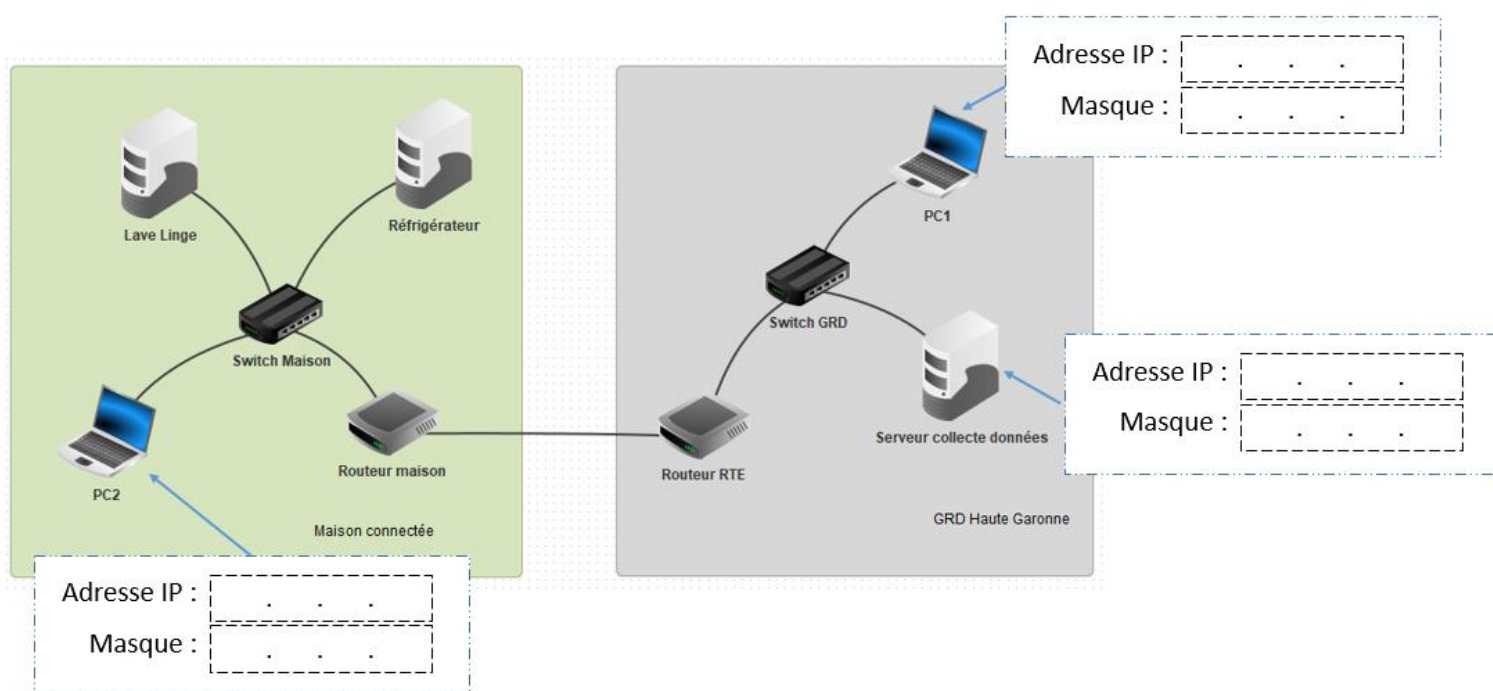 Adresse IP : . . .
Masque : . . .
Lave Linge
Réfrigérateur
PC1
Switch GRD
Switch Maison
Adresse IP : . . .
Masque : . . .
Serveur collecte données
Routeur maison
Routeur RTE
PC2
Maison connectée
GRD Haute Garonne
Adresse IP : . . .
Masque : . . .